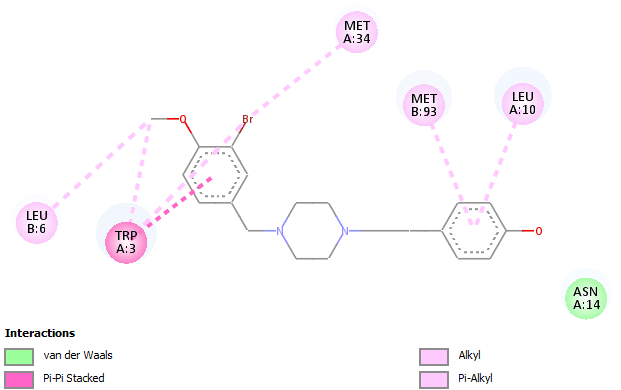 MET
A:34
MET
B:93
LEU
A:10
O
Br
LEU
B:6
TRP
A:3
N
N
O
ASN
A:14
Interactions
van der Waals
Pi-Pi Stacked
Alkyl
Pi-Alkyl